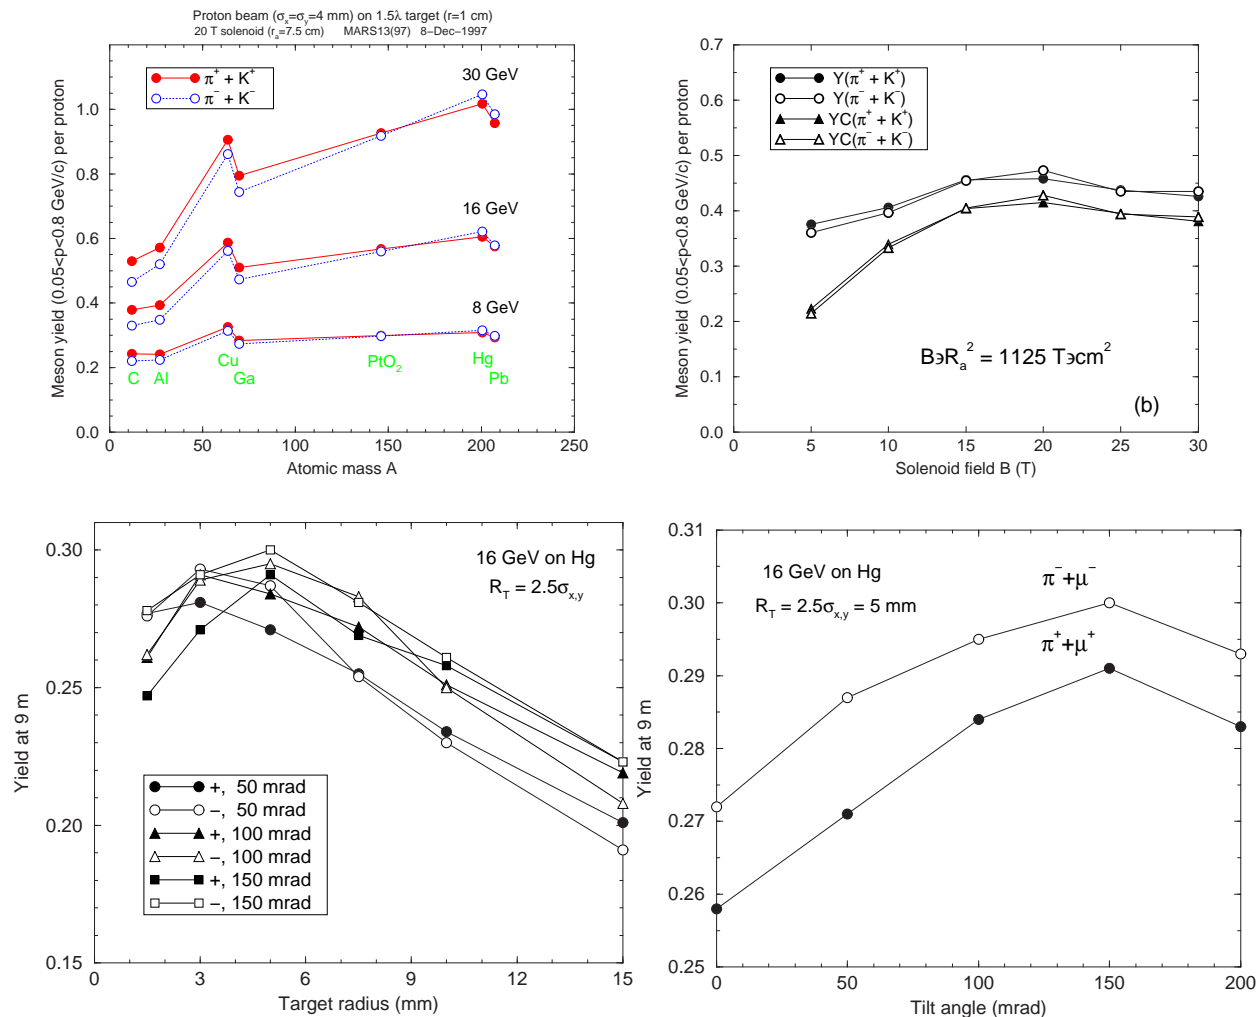 Proton beam (σx=σy=4 mm) on 1.5λ target (r=1 cm)
20 T solenoid (ra=7.5 cm) MARS13(97) 8−Dec−1997
π⁺ + K⁺
π⁻ + K⁻
30 GeV
16 GeV
8 GeV
C
Al
Cu
Ga
PtO₂
Hg
Pb
0.0
0.2
0.4
0.6
0.8
1.0
0
50
100
150
200
250
Atomic mass A
Meson yield (0.05<p<0.8 GeV/c) per proton
Y(π⁺ + K⁺)
Y(π⁻ + K⁻)
YC(π⁺ + K⁺)
YC(π⁻ + K⁻)
B϶Ra² = 1125 T϶cm²
(b)
0.0
0.1
0.2
0.3
0.4
0.5
0.6
0.7
0
5
10
15
20
25
30
Solenoid field B (T)
Meson yield (0.05<p<0.8 GeV/c) per proton
16 GeV on Hg
R_T = 2.5σx,y
+, 50 mrad
−, 50 mrad
+, 100 mrad
−, 100 mrad
+, 150 mrad
−, 150 mrad
0.15
0.20
0.25
0.30
0
3
6
9
12
15
Target radius (mm)
Yield at 9 m
16 GeV on Hg
R_T = 2.5σx,y = 5 mm
π⁻+μ⁻
π⁺+μ⁺
0.25
0.26
0.27
0.28
0.29
0.30
0.31
0
50
100
150
200
Tilt angle (mrad)
Yield at 9 m